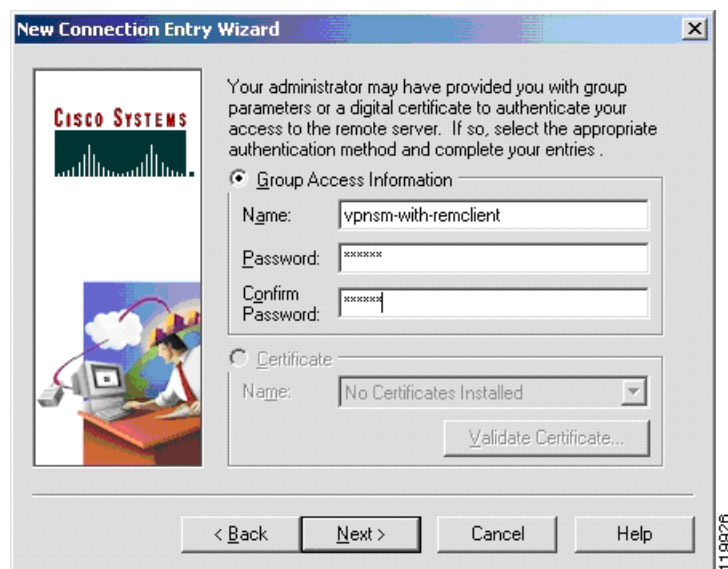 New Connection Entry Wizard
CISCO SYSTEMS
Your administrator may have provided you with group
parameters or a digital certificate to authenticate your
access to the remote server. If so, select the appropriate
authentication method and complete your entries .
Group Access Information
Name:
vpnsm-with-remclient
Password:
××××××
Confirm
Password:
××××××
Certificate
Name:
No Certificates Installed
Validate Certificate...
< Back
Next >
Cancel
Help
119926